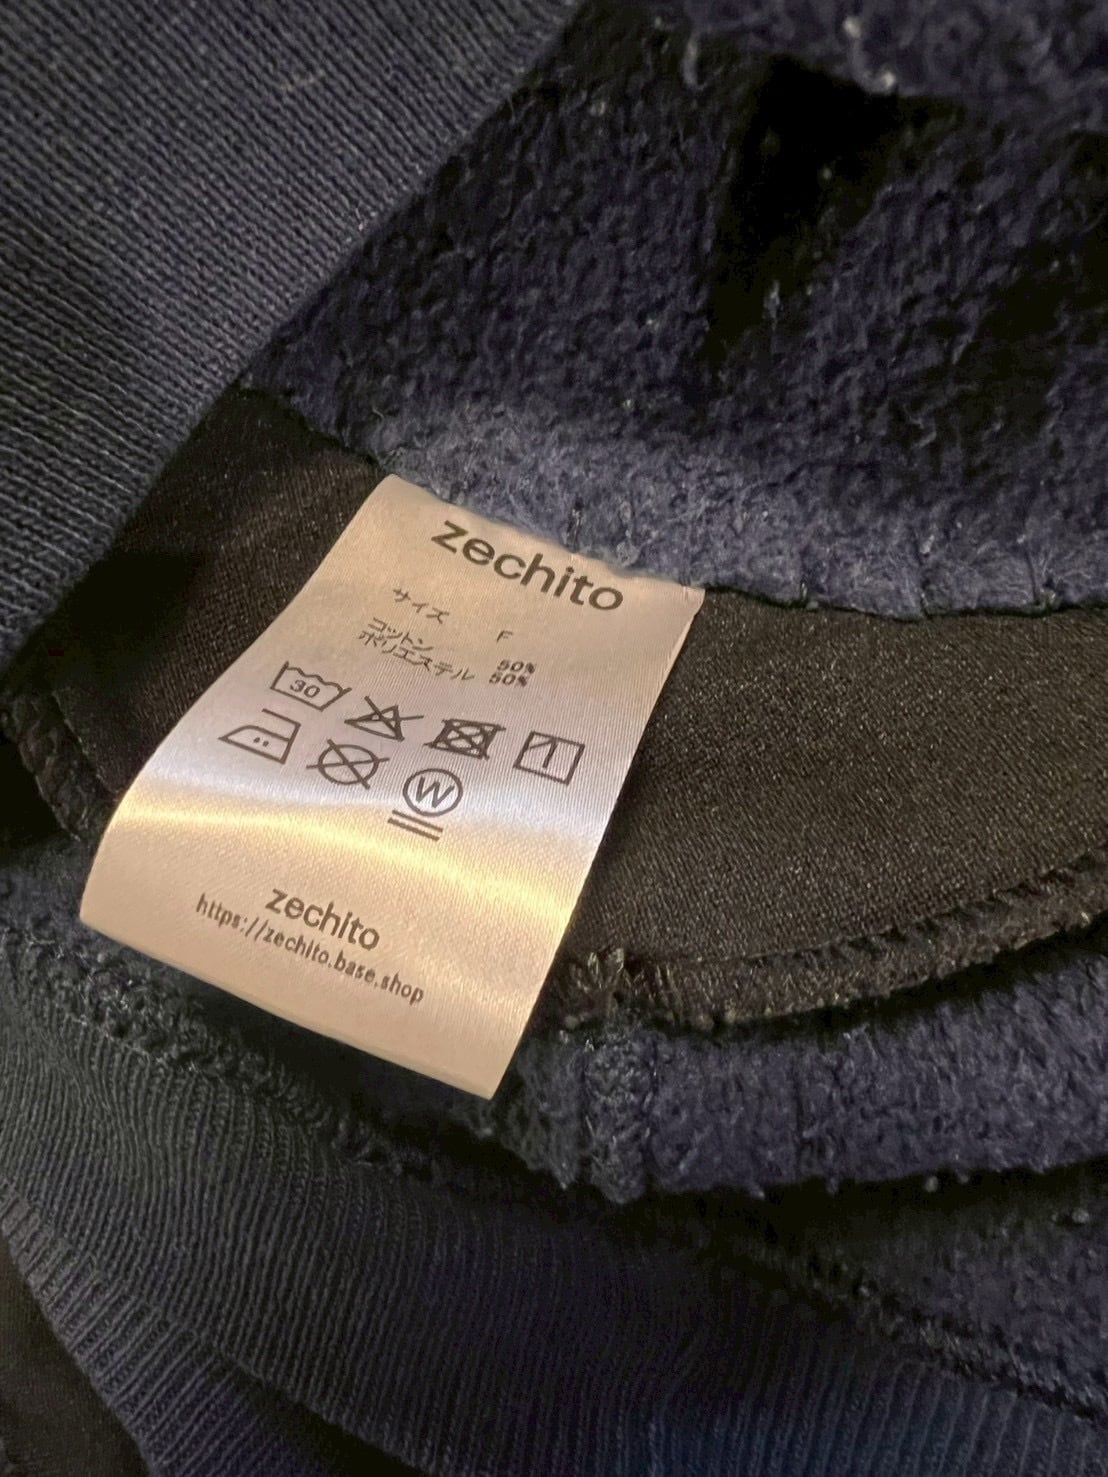 zechito
サイズ F
コットン 50%
ポリエステル 50%
30
W
zechito
https://zechito.base.shop